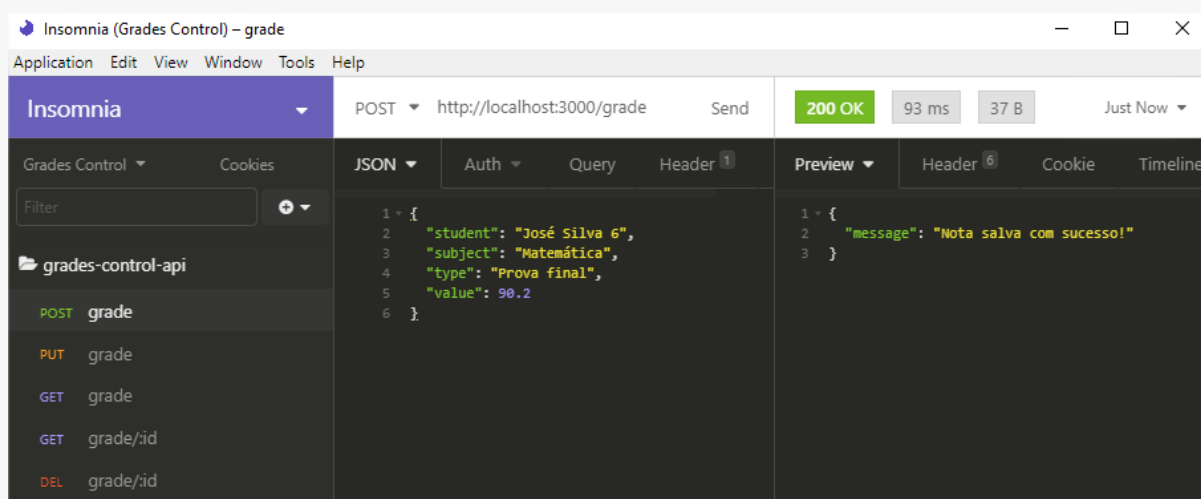 Insomnia (Grades Control) – grade
Application Edit View Window Tools Help
Insomnia
POST http://localhost:3000/grade Send
200 OK 93 ms 37 B Just Now
Grades Control Cookies
JSON Auth Query Header 1
Preview Header 6 Cookie Timeline
Filter
grades-control-api
POST grade
PUT grade
GET grade
GET grade/:id
DEL grade/:id
1 {
2 "student": "José Silva 6",
3 "subject": "Matemática",
4 "type": "Prova final",
5 "value": 90.2
6 }
1 {
2 "message": "Nota salva com sucesso!"
3 }